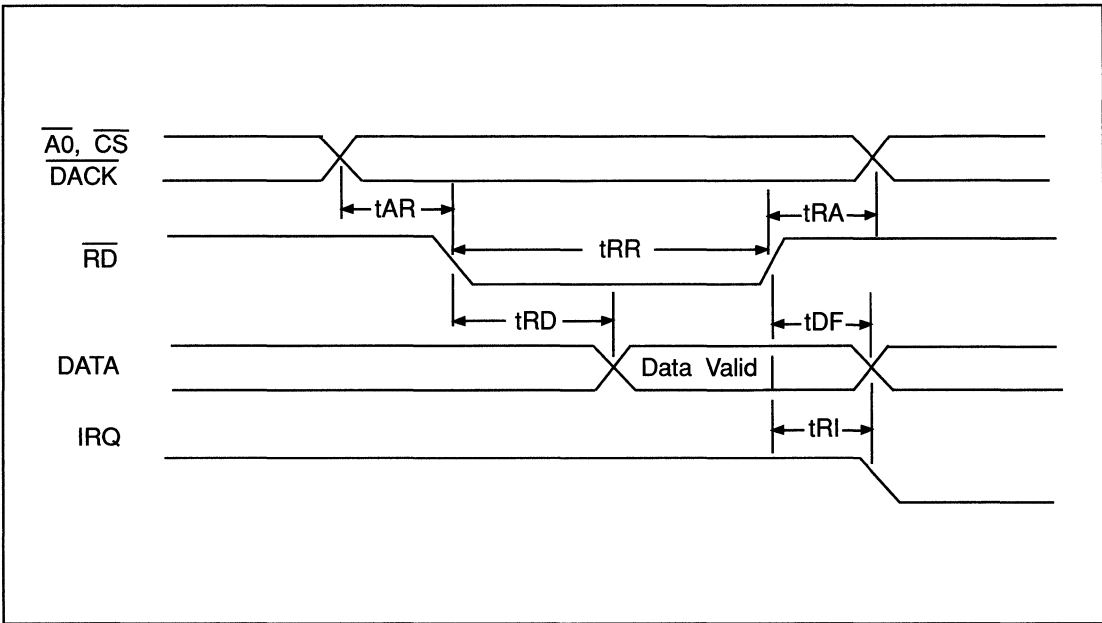 A0, CS
DACK
tAR
tRA
RD
tRR
tRD
tDF
DATA
Data Valid
IRQ
tRI